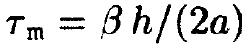 τ_m = β h/(2a)